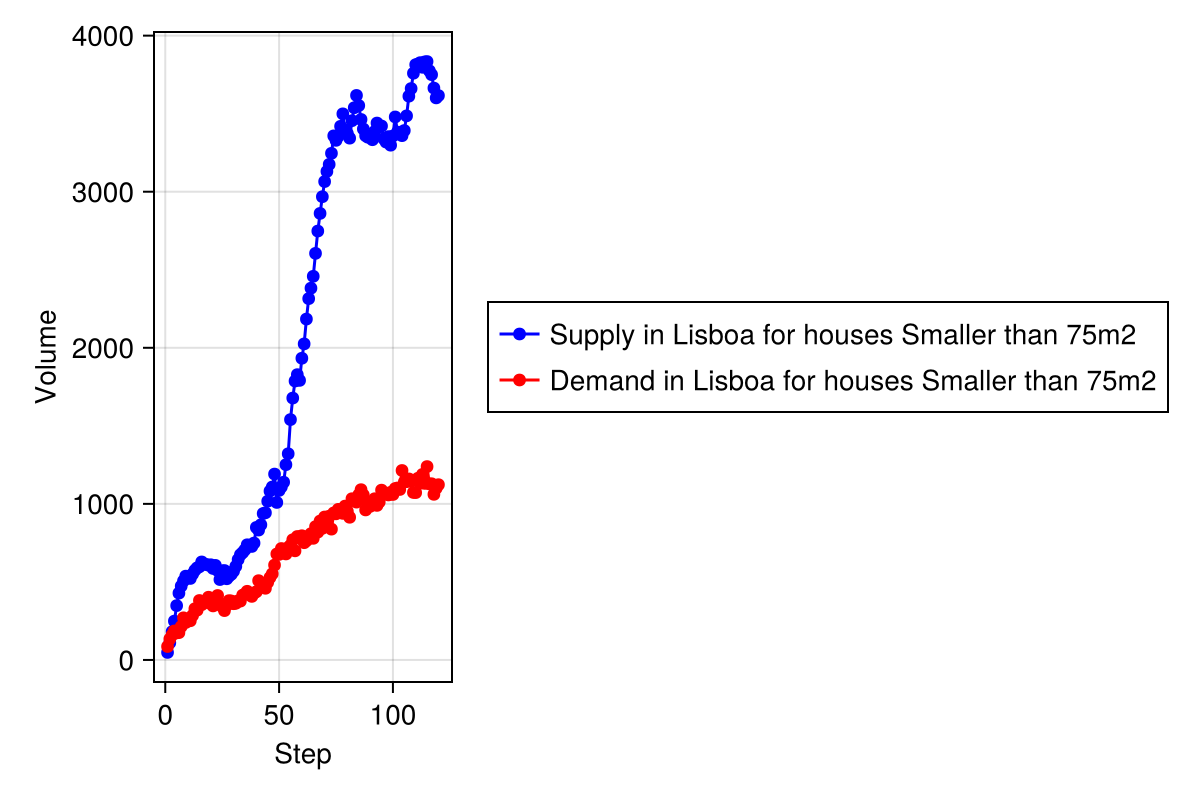 4000
3000
2000
1000
0
Volume
0 50 100
Step
Supply in Lisboa for houses Smaller than 75m2
Demand in Lisboa for houses Smaller than 75m2